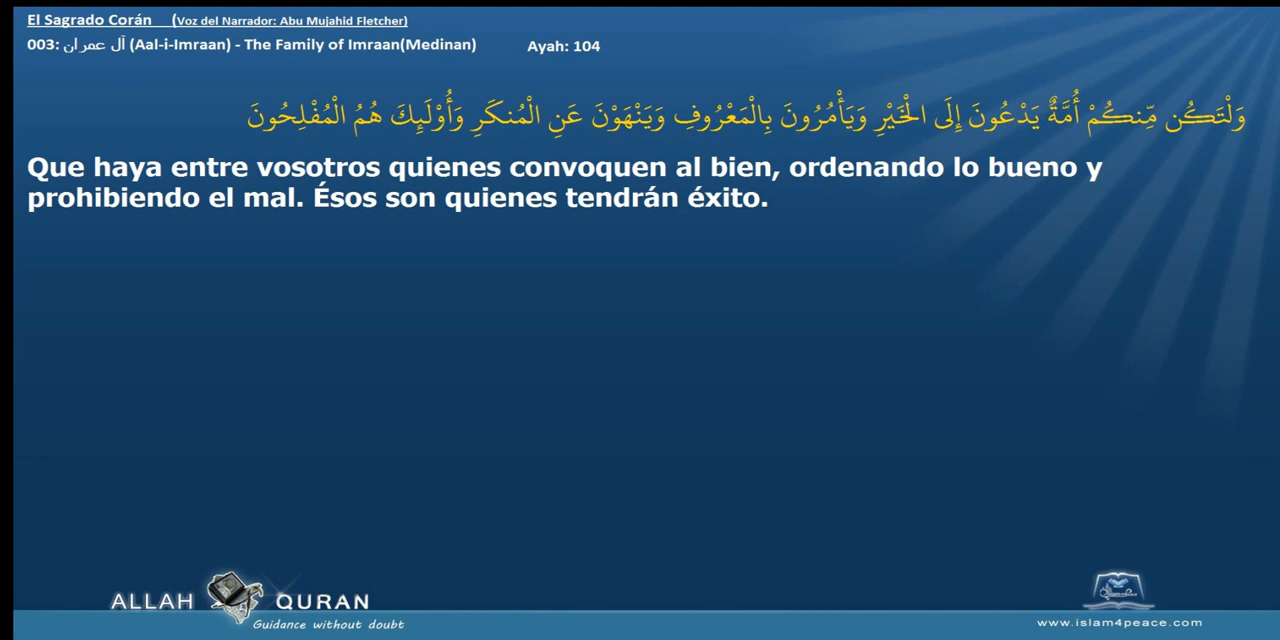 El Sagrado Corán (Voz del Narrador: Abu Mujahid Fletcher)
003: آل عمران (Aal-i-Imraan) - The Family of Imraan(Medinan) Ayah: 104
وَلْتَكُن مِّنكُمْ أُمَّةٌ يَدْعُونَ إِلَى الْخَيْرِ وَيَأْمُرُونَ بِالْمَعْرُوفِ وَيَنْهَوْنَ عَنِ الْمُنكَرِ وَأُوْلَئِكَ هُمُ الْمُفْلِحُونَ
Que haya entre vosotros quienes convoquen al bien, ordenando lo bueno y
prohibiendo el mal. Ésos son quienes tendrán éxito.
ALLAH QURAN
Guidance without doubt
www.islam4peace.com